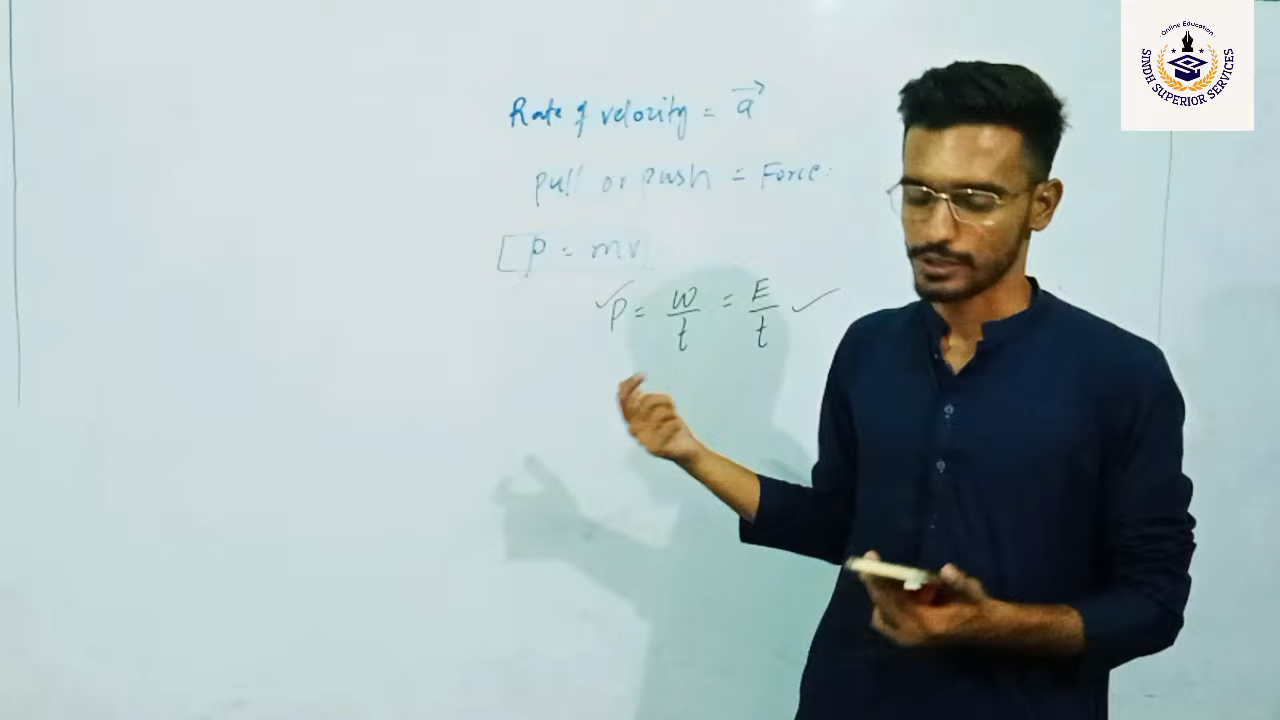 Online Education
SINDH SUPERIOR SERVICES
Rate of velocity = a⃗
pull or push = Force.
P = mv
P = w/t = E/t